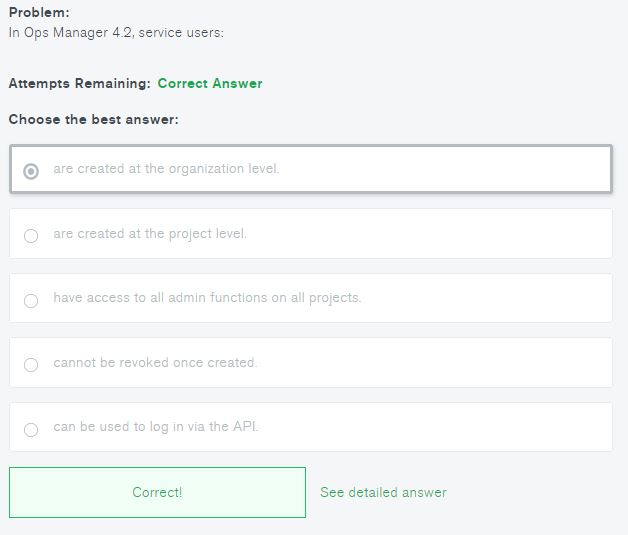 Problem:
In Ops Manager 4.2, service users:
Attempts Remaining: Correct Answer
Choose the best answer:
are created at the organization level.
are created at the project level.
have access to all admin functions on all projects.
cannot be revoked once created.
can be used to log in via the API.
Correct!
See detailed answer